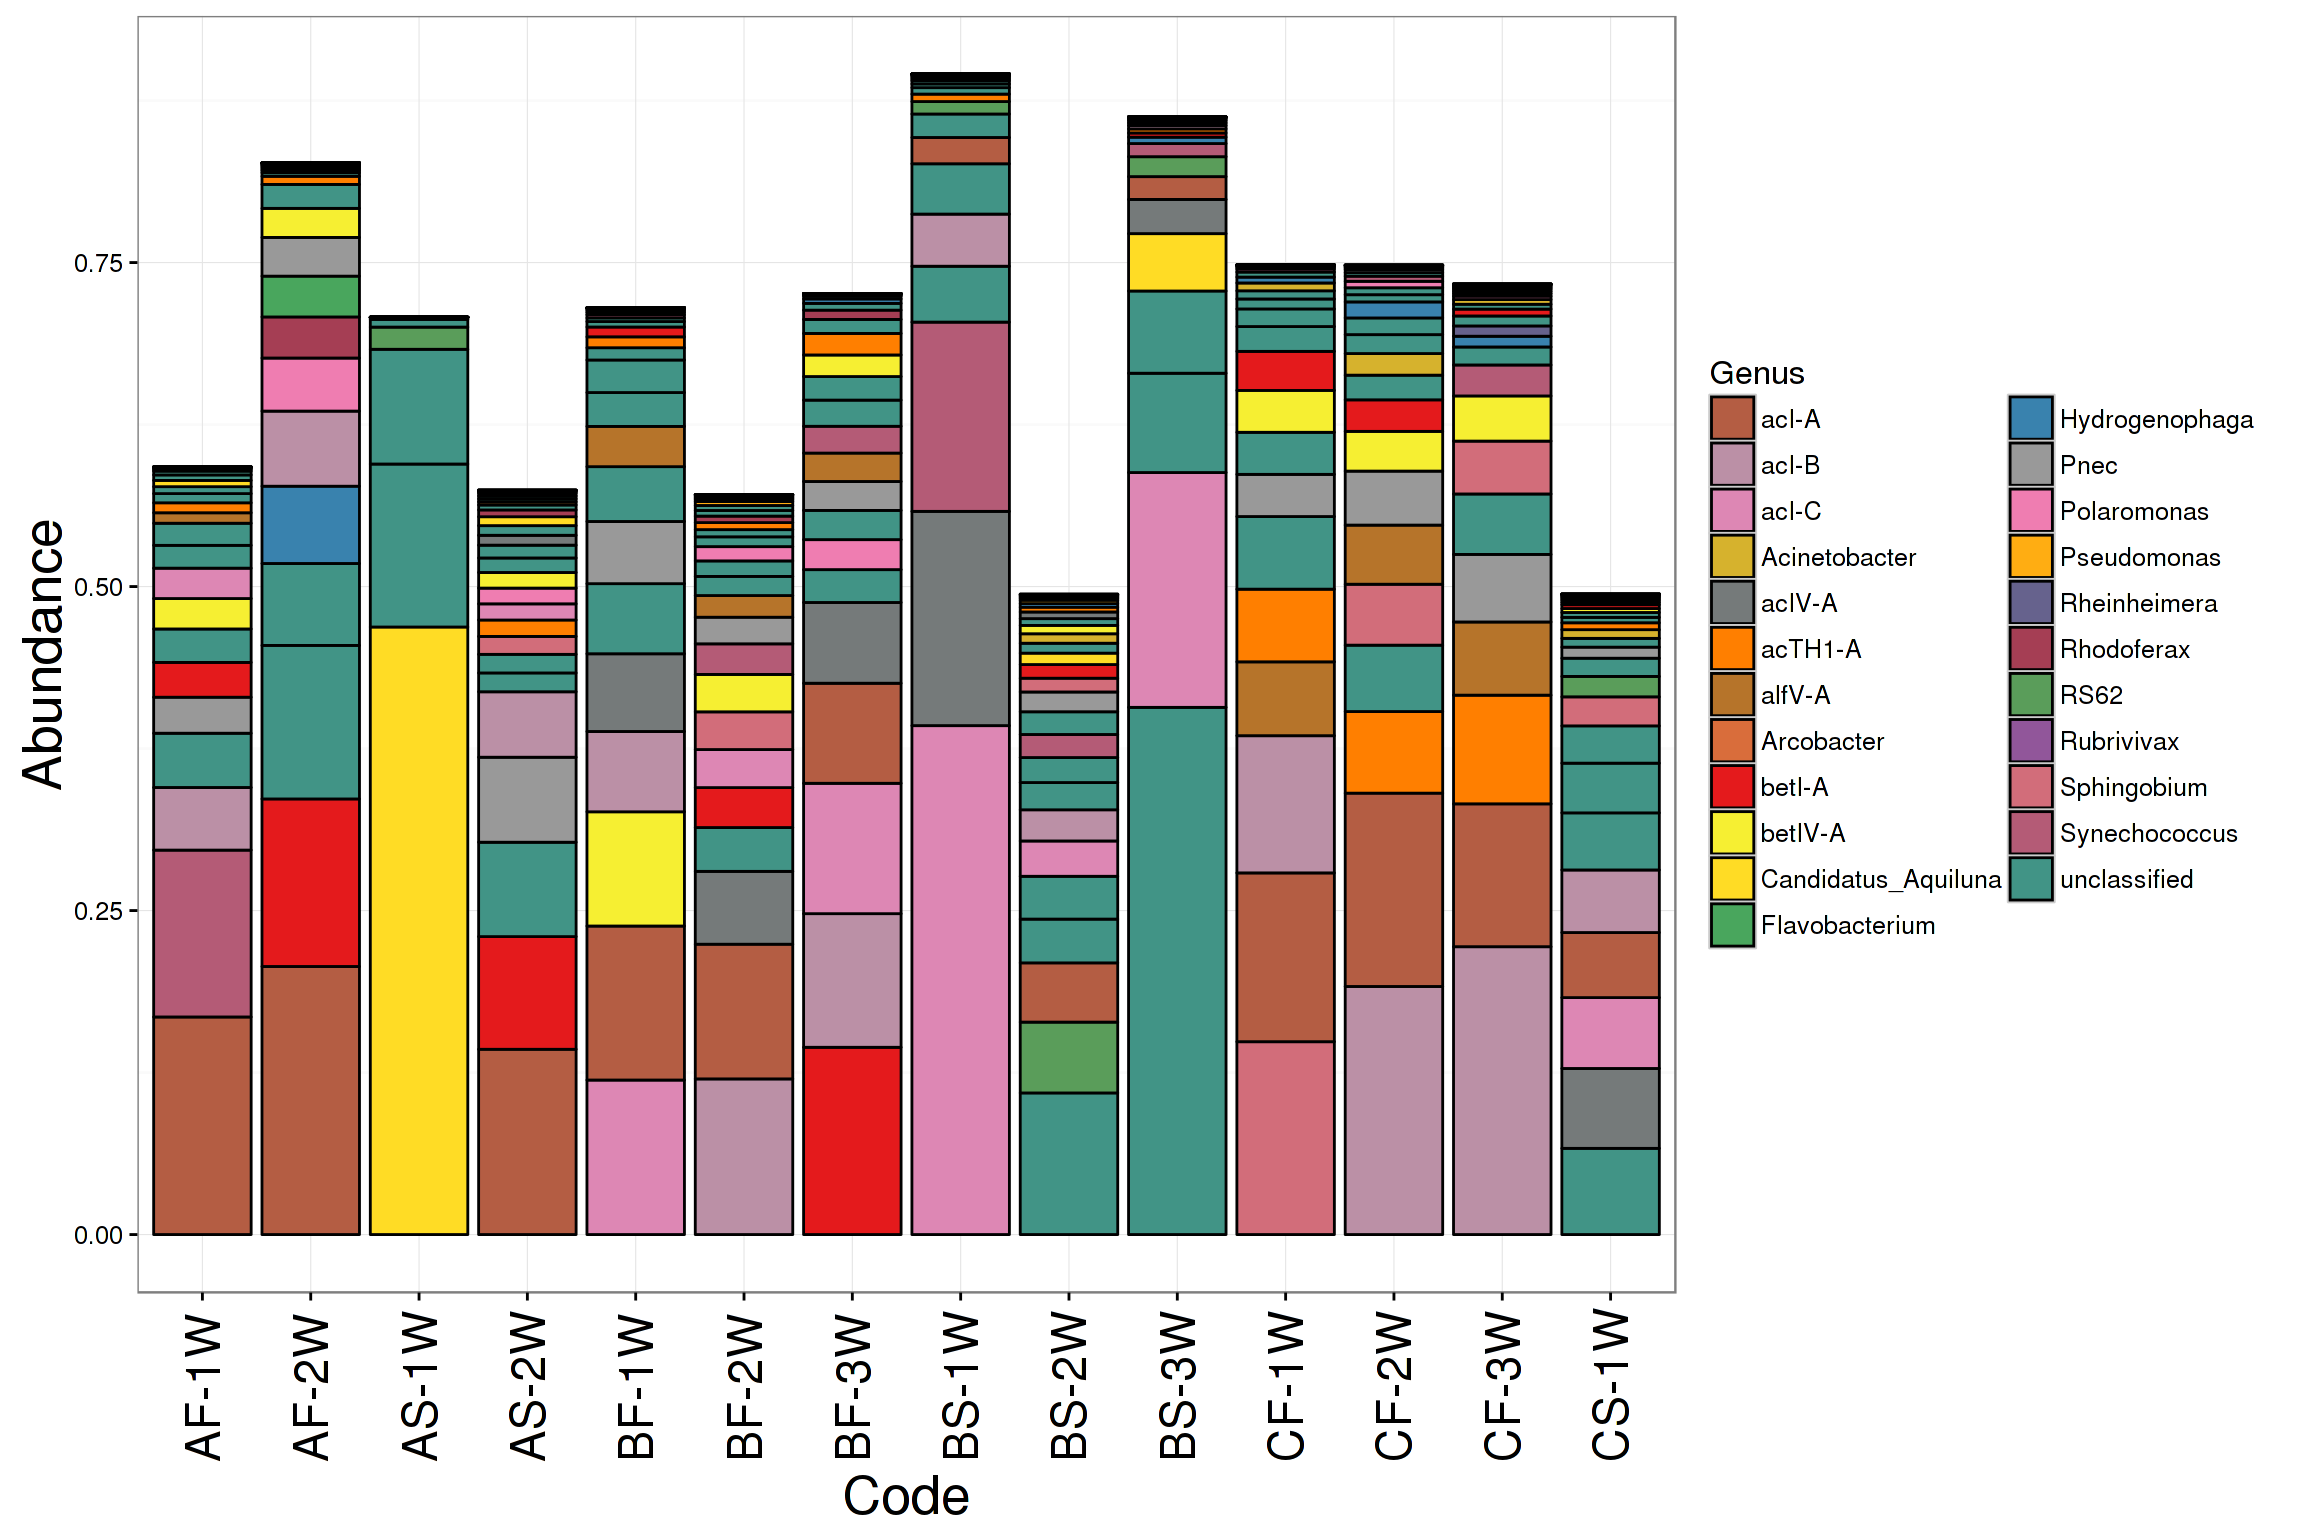 Abundance
0.75
0.50
0.25
0.00
AF-1W
AF-2W
AS-1W
AS-2W
BF-1W
BF-2W
BF-3W
BS-1W
BS-2W
BS-3W
CF-1W
CF-2W
CF-3W
CS-1W
Code
Genus
acI-A
acI-B
acI-C
Acinetobacter
acIV-A
acTH1-A
alfV-A
Arcobacter
betI-A
betIV-A
Candidatus_Aquiluna
Flavobacterium
Hydrogenophaga
Pnec
Polaromonas
Pseudomonas
Rheinheimera
Rhodoferax
RS62
Rubrivivax
Sphingobium
Synechococcus
unclassified